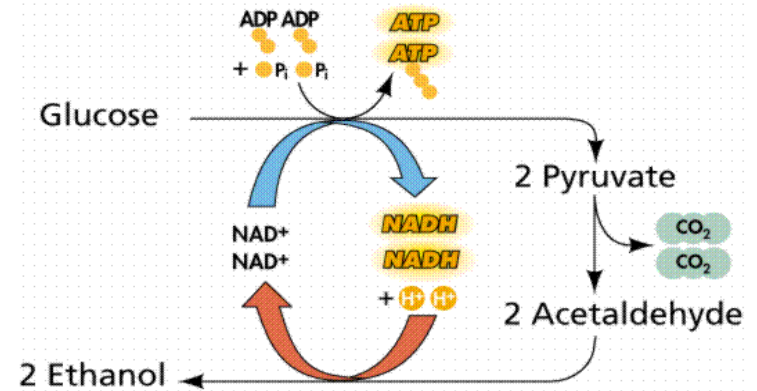 ADP ADP
ATP
ATP
+ Pi Pi
Glucose
2 Pyruvate
CO₂
CO₂
NAD+
NAD+
NADH
NADH
+ H+ H+
2 Acetaldehyde
2 Ethanol